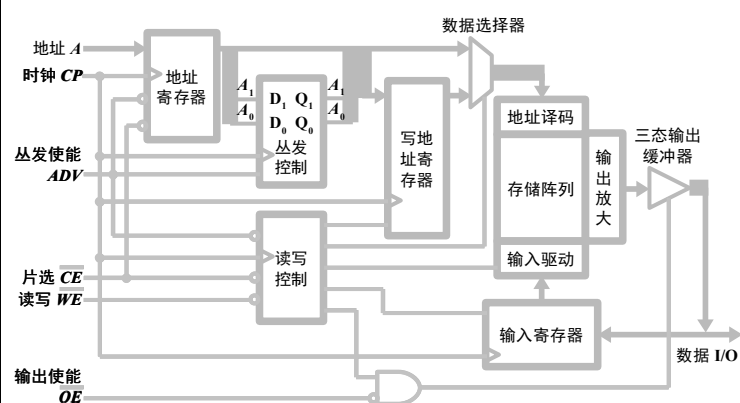 数据选择器
地址 A
时钟 CP
地址
寄存器
A1
A0
D1 Q1
D0 Q0
丛发
控制
A1
A0
写地
址寄
存器
地址译码
存储阵列
输入驱动
输出放大
三态输出
缓冲器
丛发使能
ADV
读写
控制
片选 CE
读写 WE
输入寄存器
数据 I/O
输出使能
OE